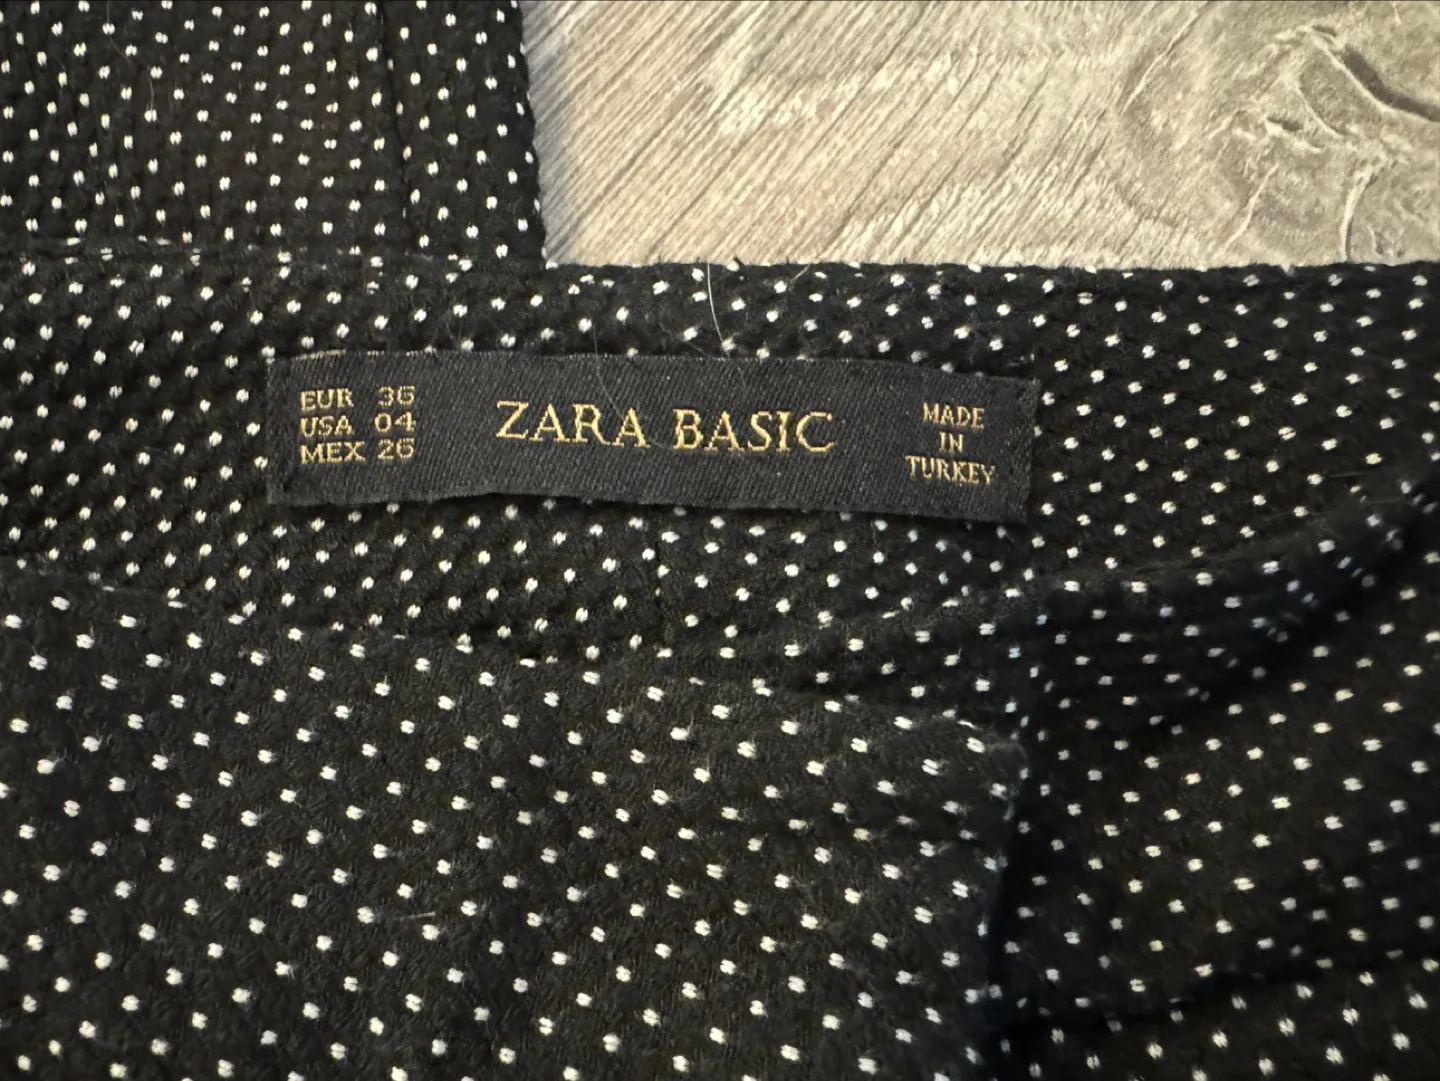 EUR 36
USA 04
MEX 26
ZARA BASIC
MADE
IN
TURKEY